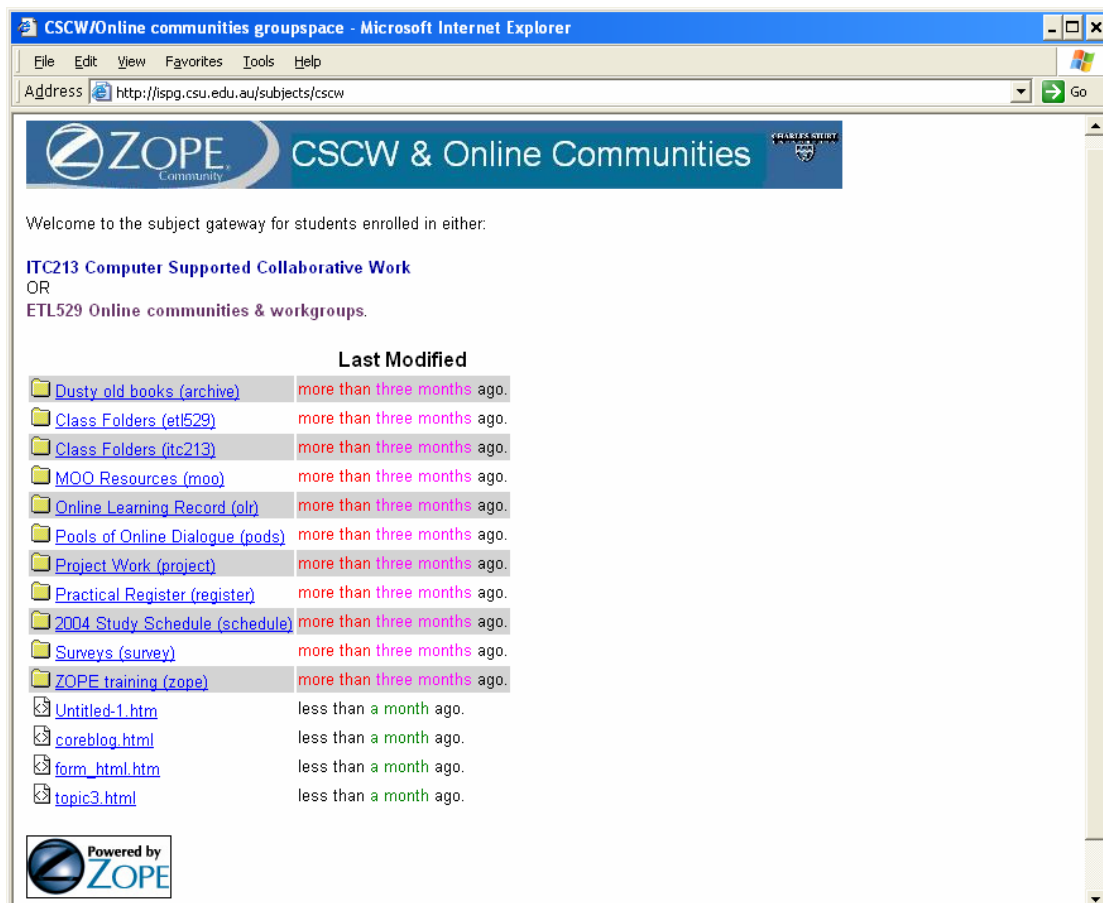 CSCW/Online communities groupspace - Microsoft Internet Explorer
File Edit View Favorites Tools Help
Address http://ispg.csu.edu.au/subjects/cscw Go
ZOPE Community CSCW & Online Communities CHARLES STURT
Welcome to the subject gateway for students enrolled in either:
ITC213 Computer Supported Collaborative Work
OR
ETL529 Online communities & workgroups.
Last Modified
Dusty old books (archive) more than three months ago.
Class Folders (etl529) more than three months ago.
Class Folders (itc213) more than three months ago.
MOO Resources (moo) more than three months ago.
Online Learning Record (olr) more than three months ago.
Pools of Online Dialogue (pods) more than three months ago.
Project Work (project) more than three months ago.
Practical Register (register) more than three months ago.
2004 Study Schedule (schedule) more than three months ago.
Surveys (survey) more than three months ago.
ZOPE training (zope) more than three months ago.
Untitled-1.htm less than a month ago.
coreblog.html less than a month ago.
form_html.htm less than a month ago.
topic3.html less than a month ago.
Powered by
ZOPE